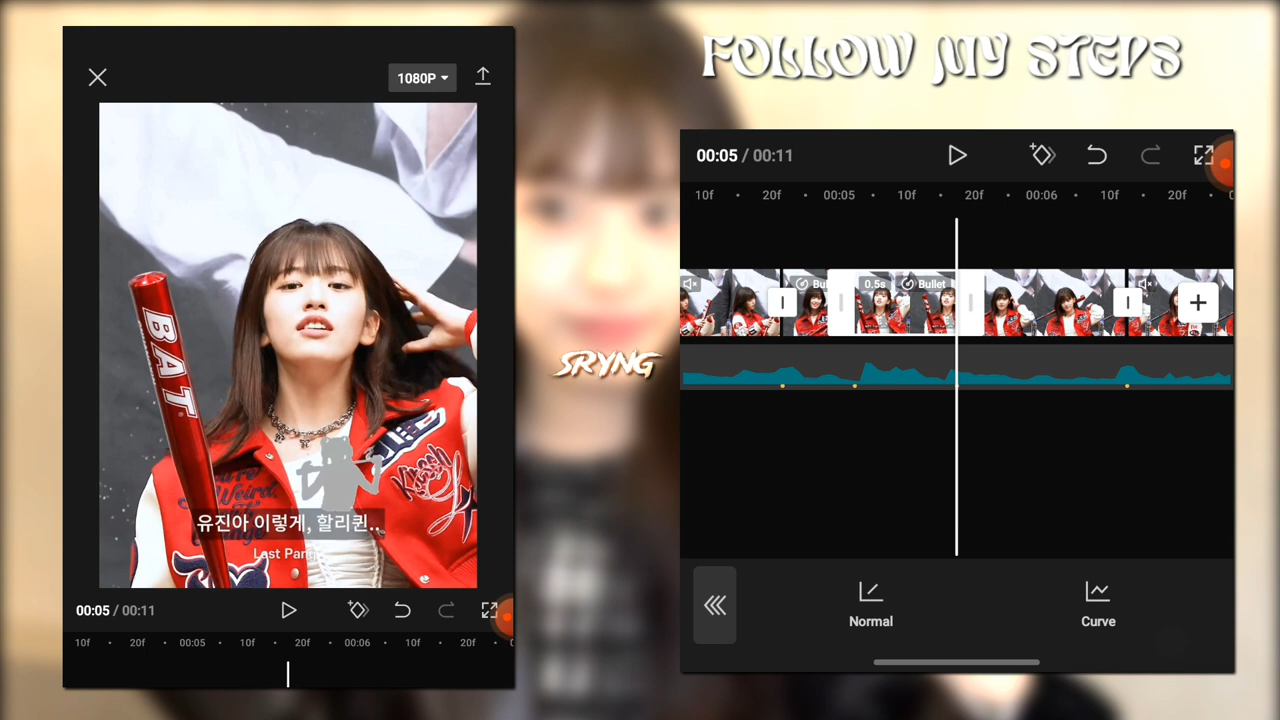 FOLLOW MY STEPS
1080P
BAT
유진아 이렇게, 할리퀸..
00:05 / 00:11
10f 20f 00:05 10f 20f 00:06 10f 20f
SRYNG
00:05 / 00:11
10f 20f 00:05 10f 20f 00:06 10f 20f
Bul 0.5s Bullet
Normal Curve